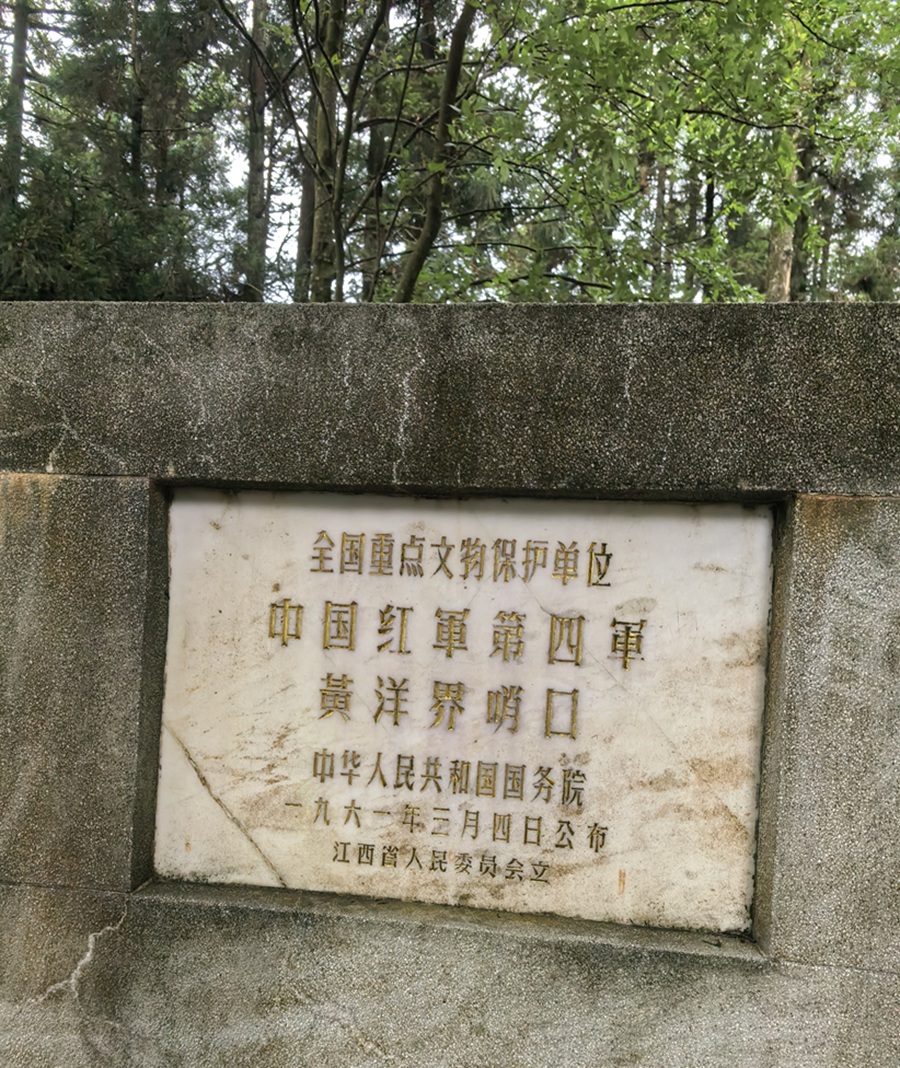 全国重点文物保护单位
中国红軍第四軍
黃洋界哨口
中华人民共和国国务院
一九六一年三月四日公布
江西省人民委员会立